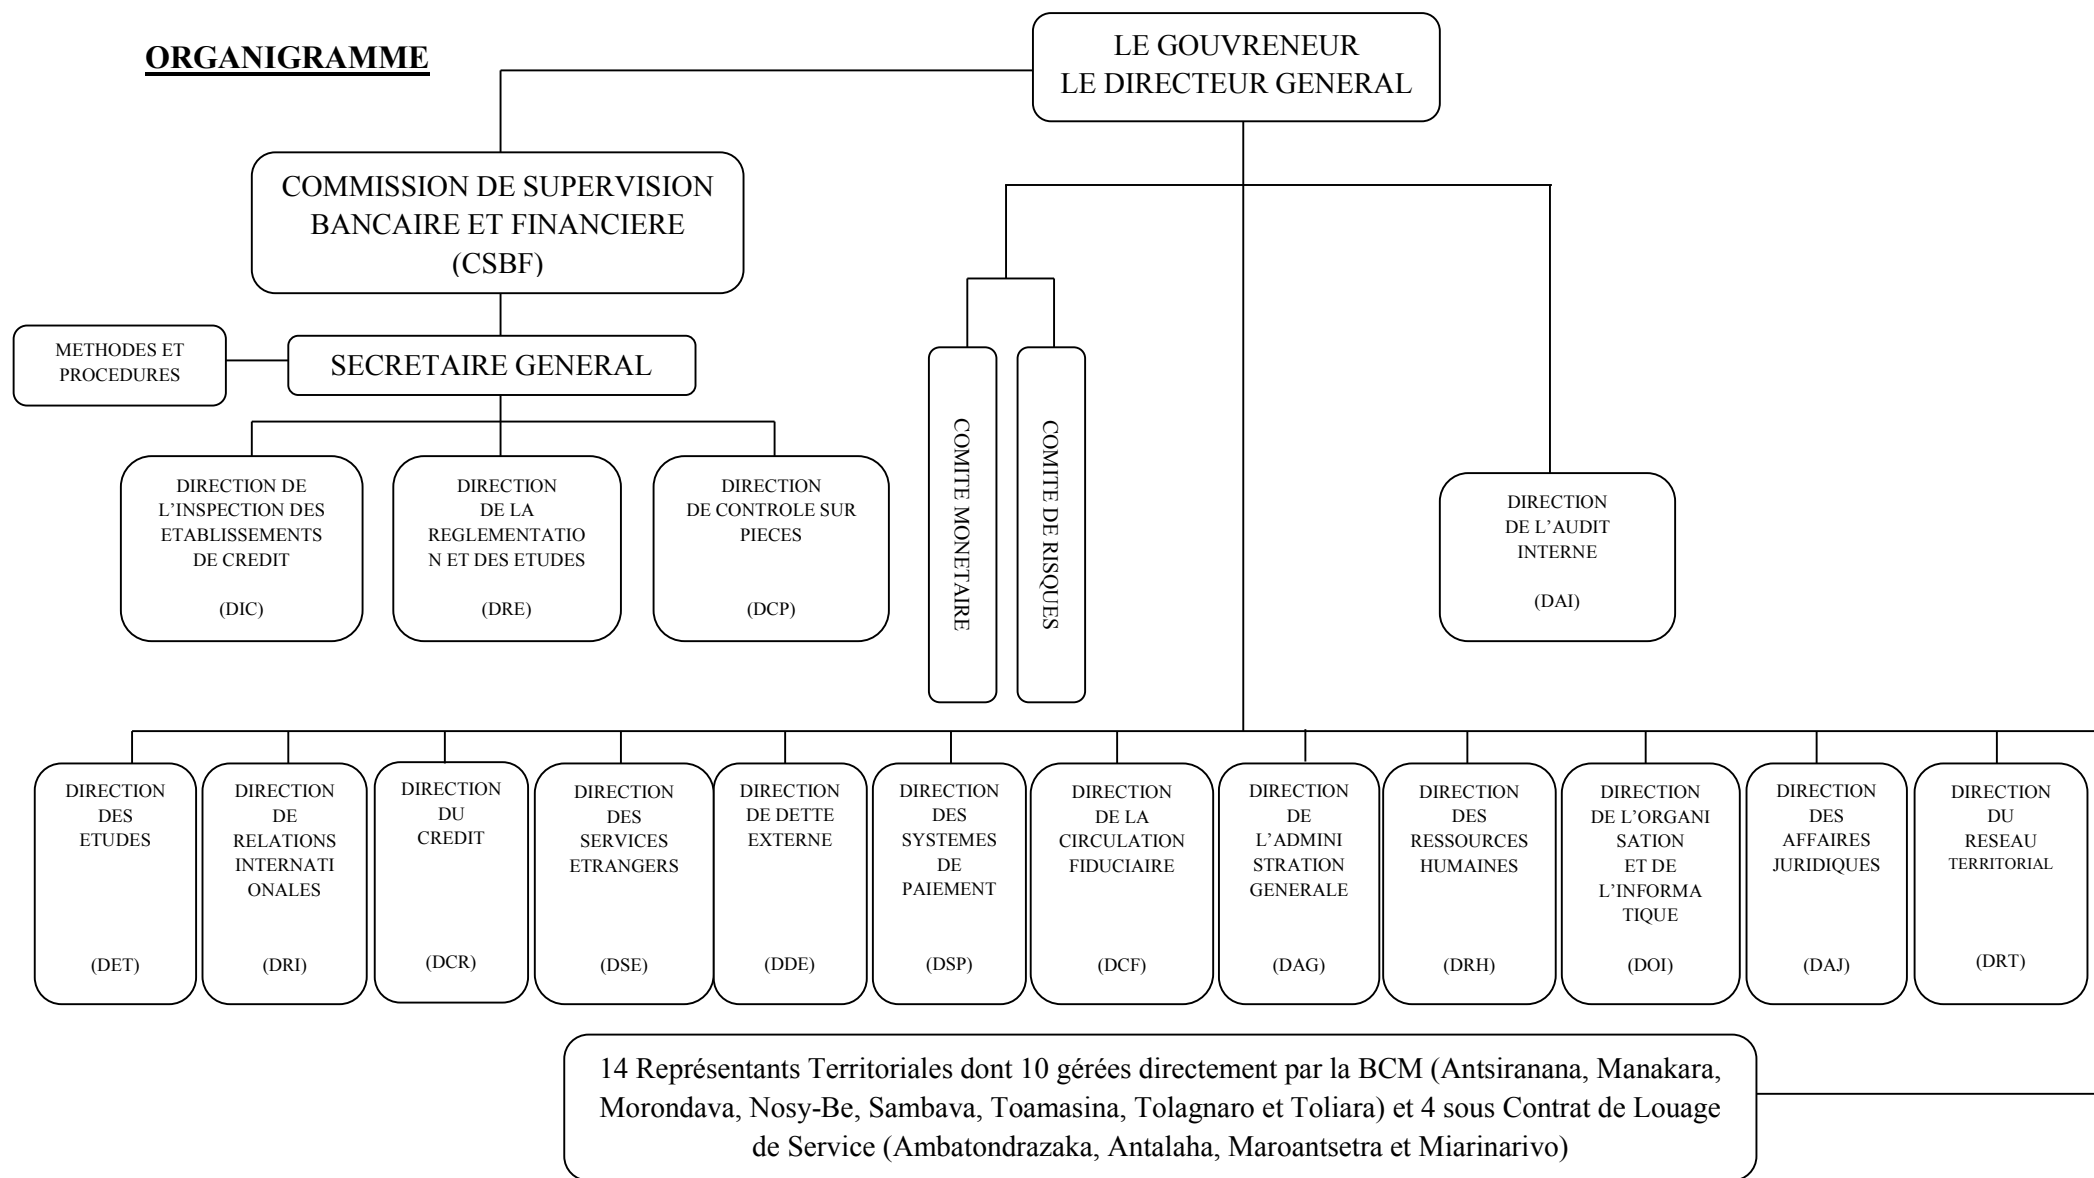 ORGANIGRAMME
LE GOUVRENEUR
LE DIRECTEUR GENERAL
COMMISSION DE SUPERVISION
BANCAIRE ET FINANCIERE
(CSBF)
METHODES ET
PROCEDURES
SECRETAIRE GENERAL
DIRECTION DE
L’INSPECTION DES
ETABLISSEMENTS
DE CREDIT
(DIC)
DIRECTION
DE LA
REGLEMENTATIO
N ET DES ETUDES
(DRE)
DIRECTION
DE CONTROLE SUR
PIECES
(DCP)
COMITE MONETAIRE
COMITE DE RISQUES
DIRECTION
DE L’AUDIT
INTERNE
(DAI)
DIRECTION
DES
ETUDES
(DET)
DIRECTION
DE
RELATIONS
INTERNATI
ONALES
(DRI)
DIRECTION
DU
CREDIT
(DCR)
DIRECTION
DES
SERVICES
ETRANGERS
(DSE)
DIRECTION
DE DETTE
EXTERNE
(DDE)
DIRECTION
DES
SYSTEMES
DE
PAIEMENT
(DSP)
DIRECTION
DE LA
CIRCULATION
FIDUCIAIRE
(DCF)
DIRECTION
DE
L’ADMINI
STRATION
GENERALE
(DAG)
DIRECTION
DES
RESSOURCES
HUMAINES
(DRH)
DIRECTION
DE L’ORGANI
SATION
ET DE
L’INFORMA
TIQUE
(DOI)
DIRECTION
DES
AFFAIRES
JURIDIQUES
(DAJ)
DIRECTION
DU
RESEAU
TERRITORIAL
(DRT)
14 Représentants Territoriales dont 10 gérées directement par la BCM (Antsiranana, Manakara,
Morondava, Nosy-Be, Sambava, Toamasina, Tolagnaro et Toliara) et 4 sous Contrat de Louage
de Service (Ambatondrazaka, Antalaha, Maroantsetra et Miarinarivo)